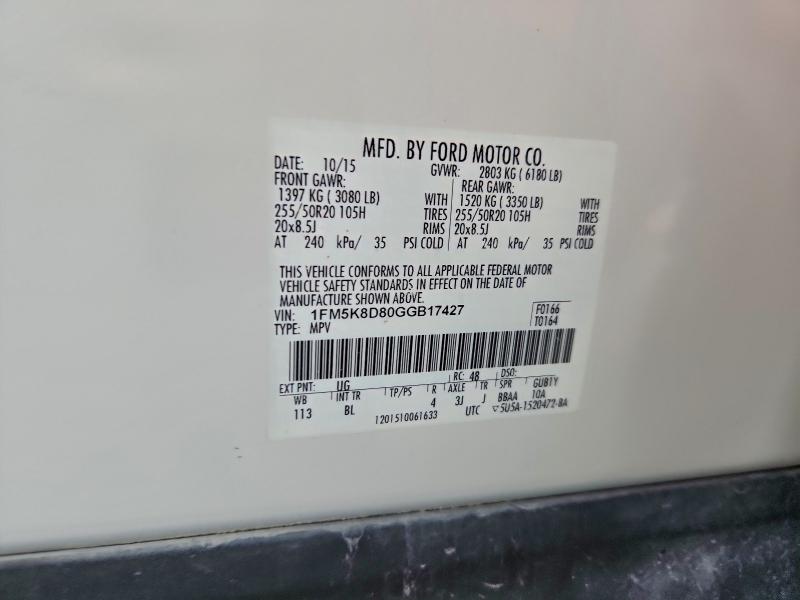 MFD. BY FORD MOTOR CO.
DATE: 10/15 GVWR: 2803 KG ( 6180 LB)
FRONT GAWR: REAR GAWR:
1397 KG ( 3080 LB) WITH 1520 KG ( 3350 LB) WITH
255/50R20 105H TIRES 255/50R20 105H TIRES
20x8.5J RIMS 20x8.5J RIMS
AT 240 kPa/ 35 PSI COLD AT 240 kPa/ 35 PSI COLD
THIS VEHICLE CONFORMS TO ALL APPLICABLE FEDERAL MOTOR
VEHICLE SAFETY STANDARDS IN EFFECT ON THE DATE OF
MANUFACTURE SHOWN ABOVE.
VIN: 1FM5K8D80GGB17427 F0166
TYPE: MPV T0164
EXT PNT: UG RC: 48 DSO:
WB INT TR TP/PS R AXLE TR SPR GUB1Y
113 BL 4 3J J BBAA 10A
1201510061633 UTC ▽5U5A-1520472-BA